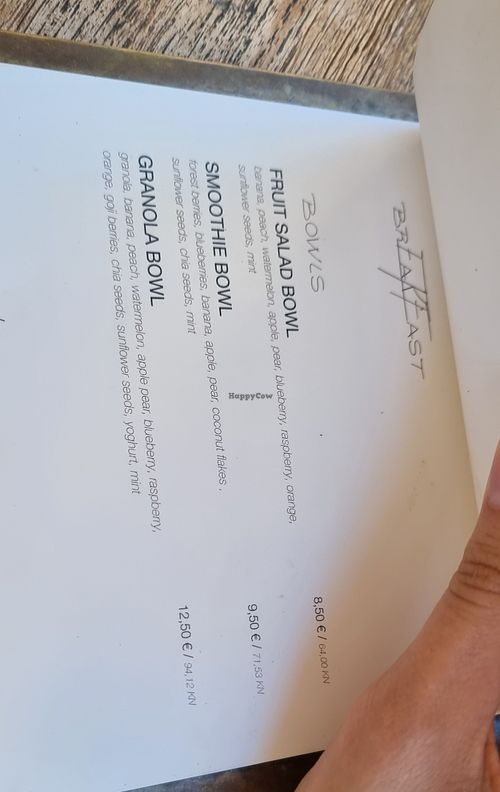 BREAKFAST
BOWLS
FRUIT SALAD BOWL 8,50 € / 64,00 KN
banana, peach, watermelon, apple, pear, blueberry, raspberry, orange,
sunflower seeds, mint
SMOOTHIE BOWL 9,50 € / 71,53 KN
forest berries, blueberries, banana, apple, pear, coconut flakes ,
sunflower seeds, chia seeds, mint
GRANOLA BOWL 12,50 € / 94,12 KN
granola, banana, peach, watermelon, apple pear, blueberry, raspberry,
orange, goji berries, chia seeds, sunflower seeds, yoghurt, mint
HappyCow